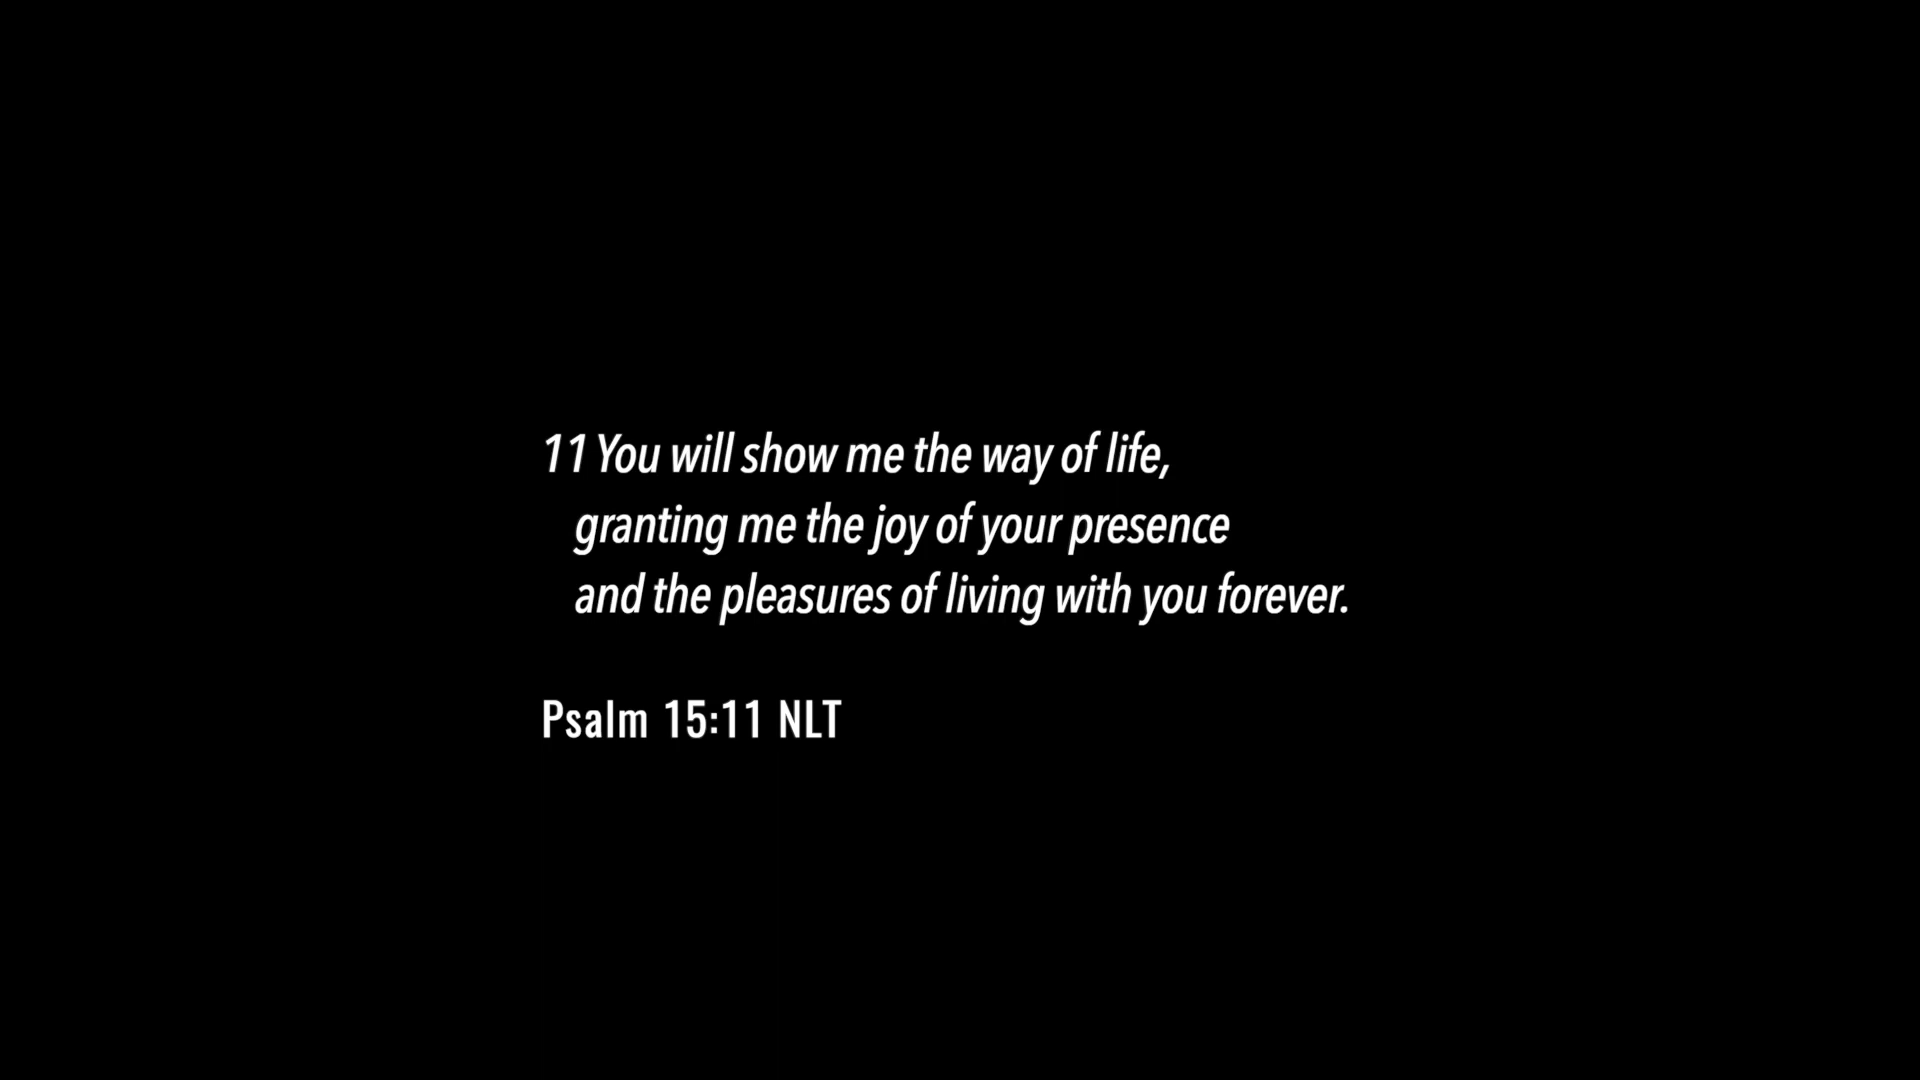 11 You will show me the way of life,
granting me the joy of your presence
and the pleasures of living with you forever.
Psalm 15:11 NLT